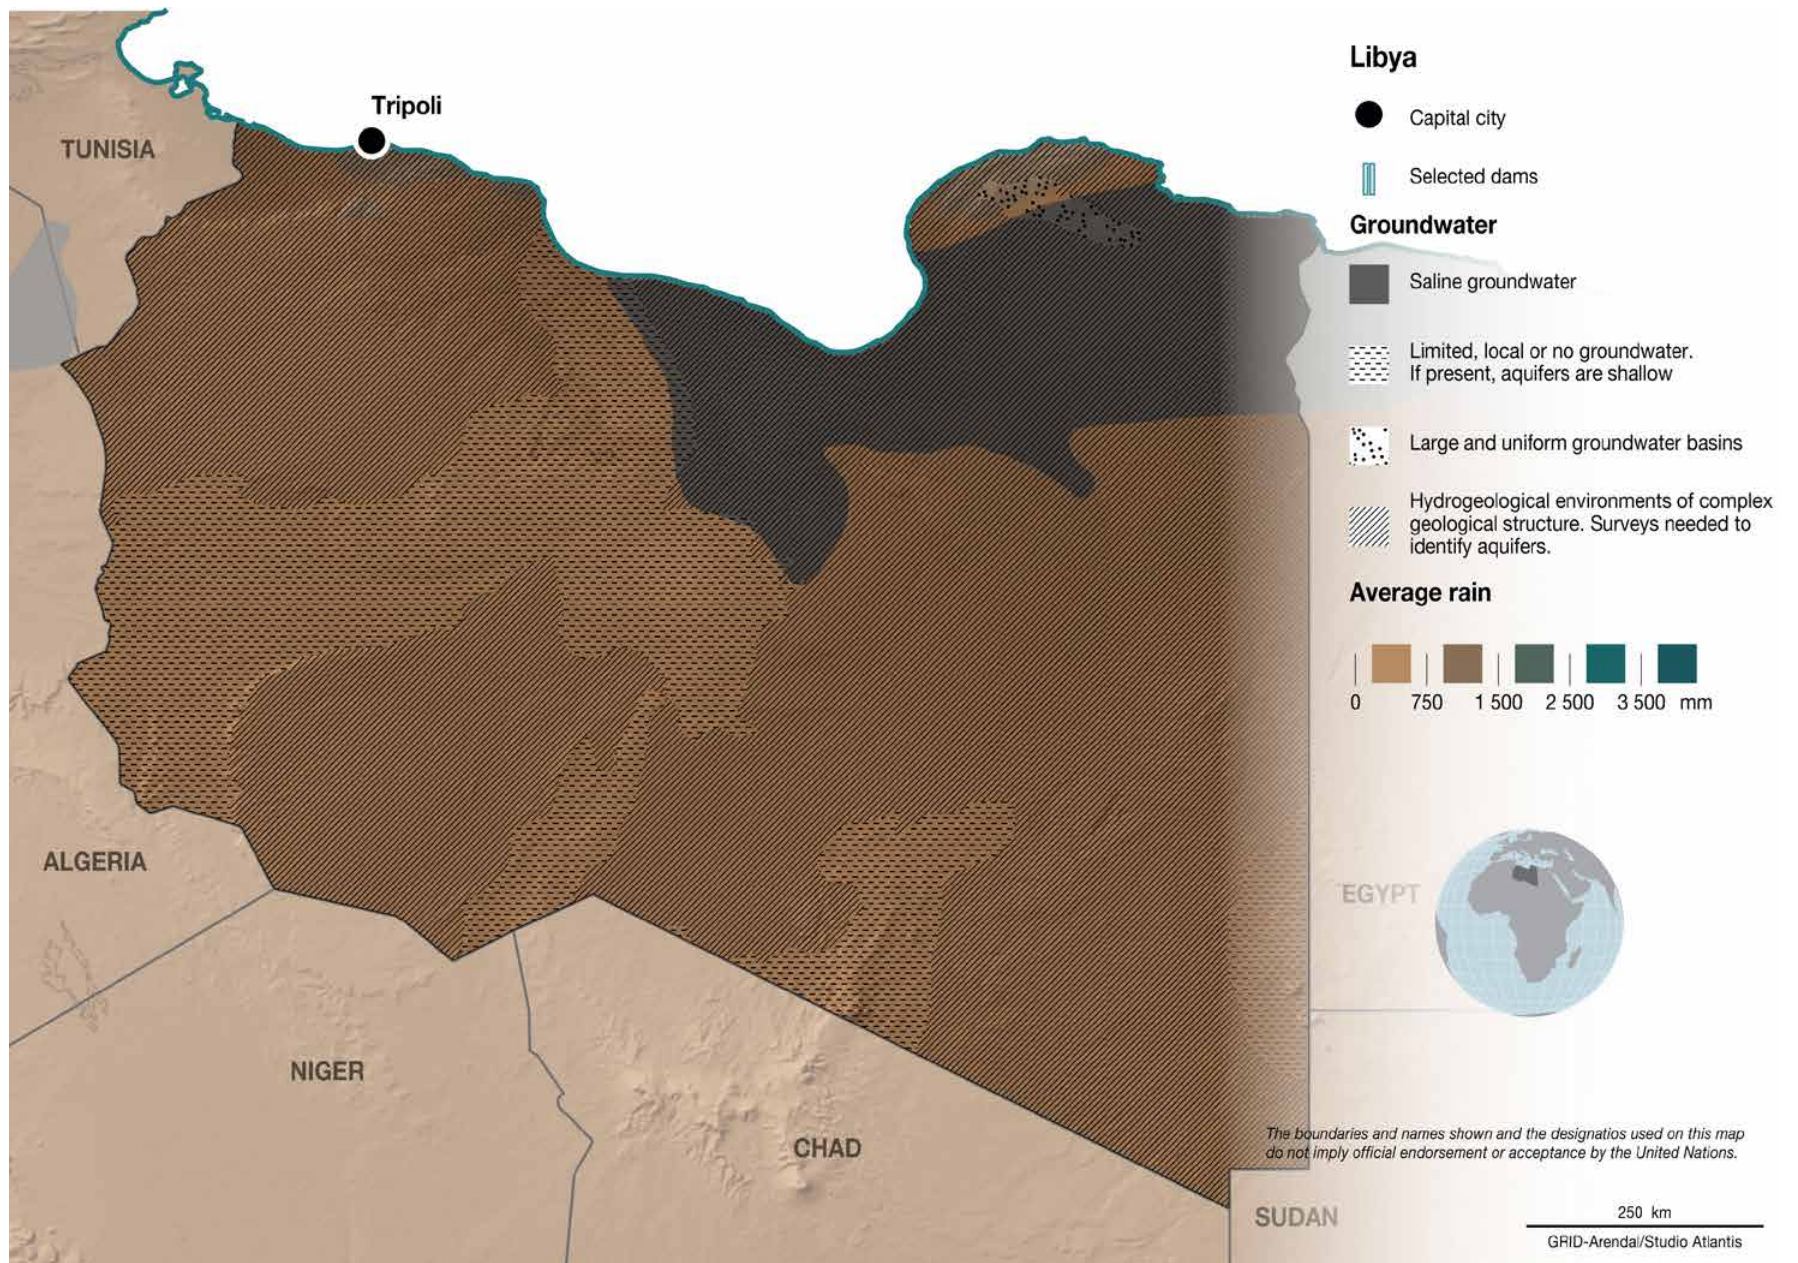 Tripoli
TUNISIA
ALGERIA
NIGER
CHAD
SUDAN
EGYPT
Libya
Capital city
Selected dams
Groundwater
Saline groundwater
Limited, local or no groundwater.
If present, aquifers are shallow
Large and uniform groundwater basins
Hydrogeological environments of complex
geological structure. Surveys needed to
identify aquifers.
Average rain
0 750 1 500 2 500 3 500 mm
The boundaries and names shown and the designatios used on this map
do not imply official endorsement or acceptance by the United Nations.
250 km
GRID-Arendal/Studio Atlantis